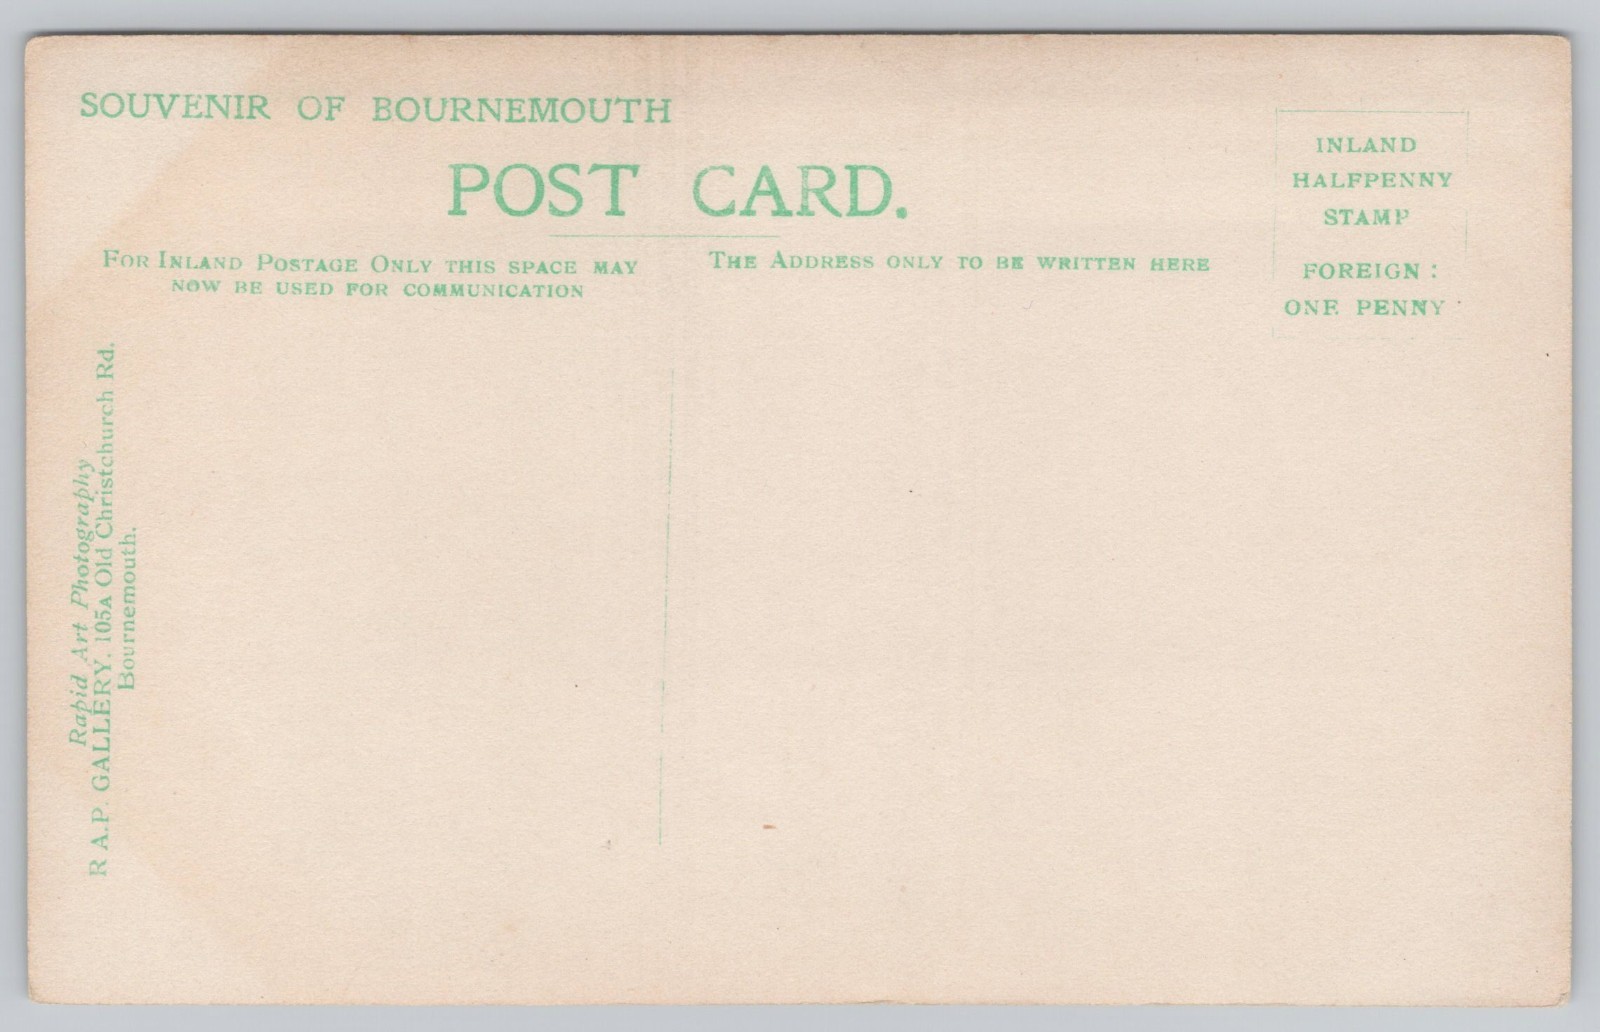 SOUVENIR OF BOURNEMOUTH
POST CARD.
FOR INLAND POSTAGE ONLY THIS SPACE MAY
NOW BE USED FOR COMMUNICATION
THE ADDRESS ONLY TO BE WRITTEN HERE
INLAND
HALFPENNY
STAMP
FOREIGN :
ONE PENNY
Rapid Art Photography
R A.P. GALLERY. 105A Old Christchurch Rd.
Bournemouth.